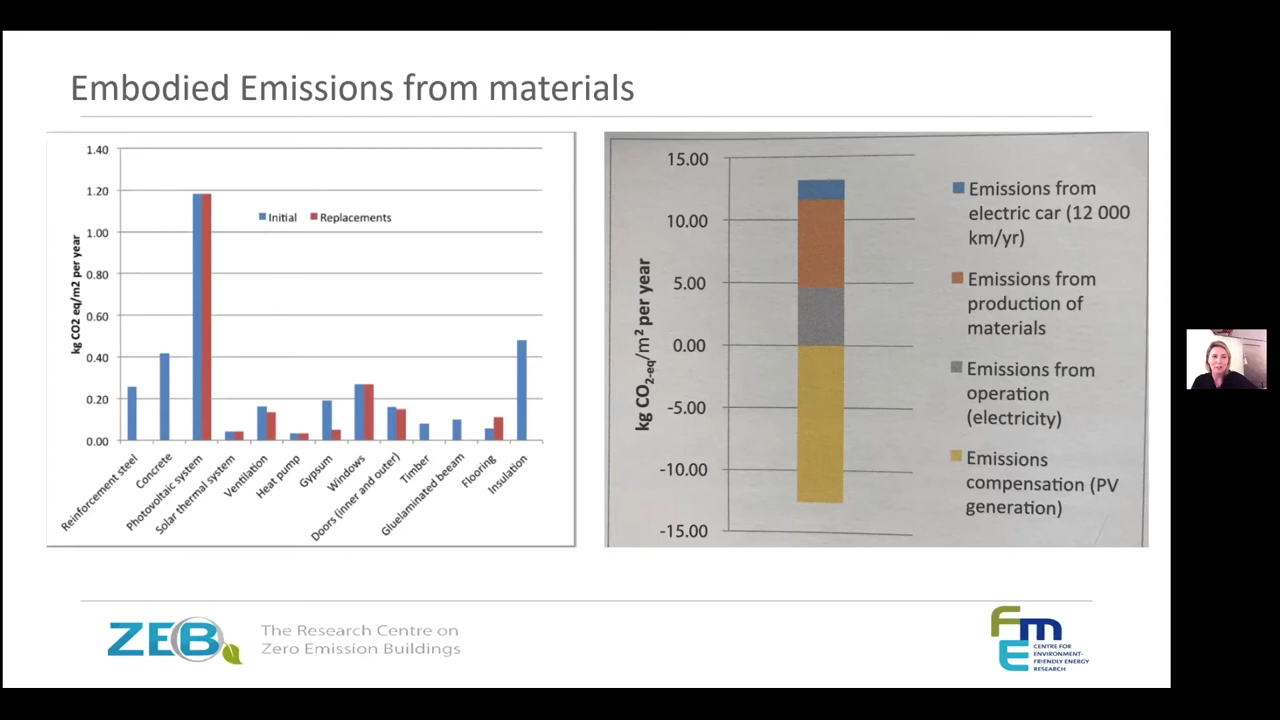 Embodied Emissions from materials
1.40
1.20
1.00
0.80
0.60
0.40
0.20
0.00
kg CO2 eq/m2 per year
Initial
Replacements
Reinforcement steel
Concrete
Photovoltaic system
Solar thermal system
Ventilation
Heat pump
Gypsum
Windows
Doors (inner and outer)
Timber
Gluelaminated beeam
Flooring
Insulation
15.00
10.00
5.00
0.00
-5.00
-10.00
-15.00
kg CO2-eq/m² per year
Emissions from
electric car (12 000
km/yr)
Emissions from
production of
materials
Emissions from
operation
(electricity)
Emissions
compensation (PV
generation)
ZEB
The Research Centre on
Zero Emission Buildings
FmE
CENTRE FOR
ENVIRONMENT-
FRIENDLY ENERGY
RESEARCH